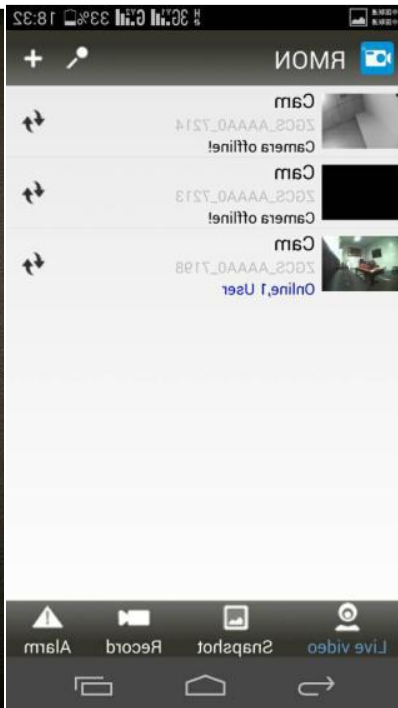 H 3G G 33% 18:32
RMON
Cam
ZGCS_AAAA0_7214
Camera offline!
Cam
ZGCS_AAAA0_7213
Camera offline!
Cam
ZGCS_AAAA0_7198
Online,1 User
Live video Snapshot Record Alarm